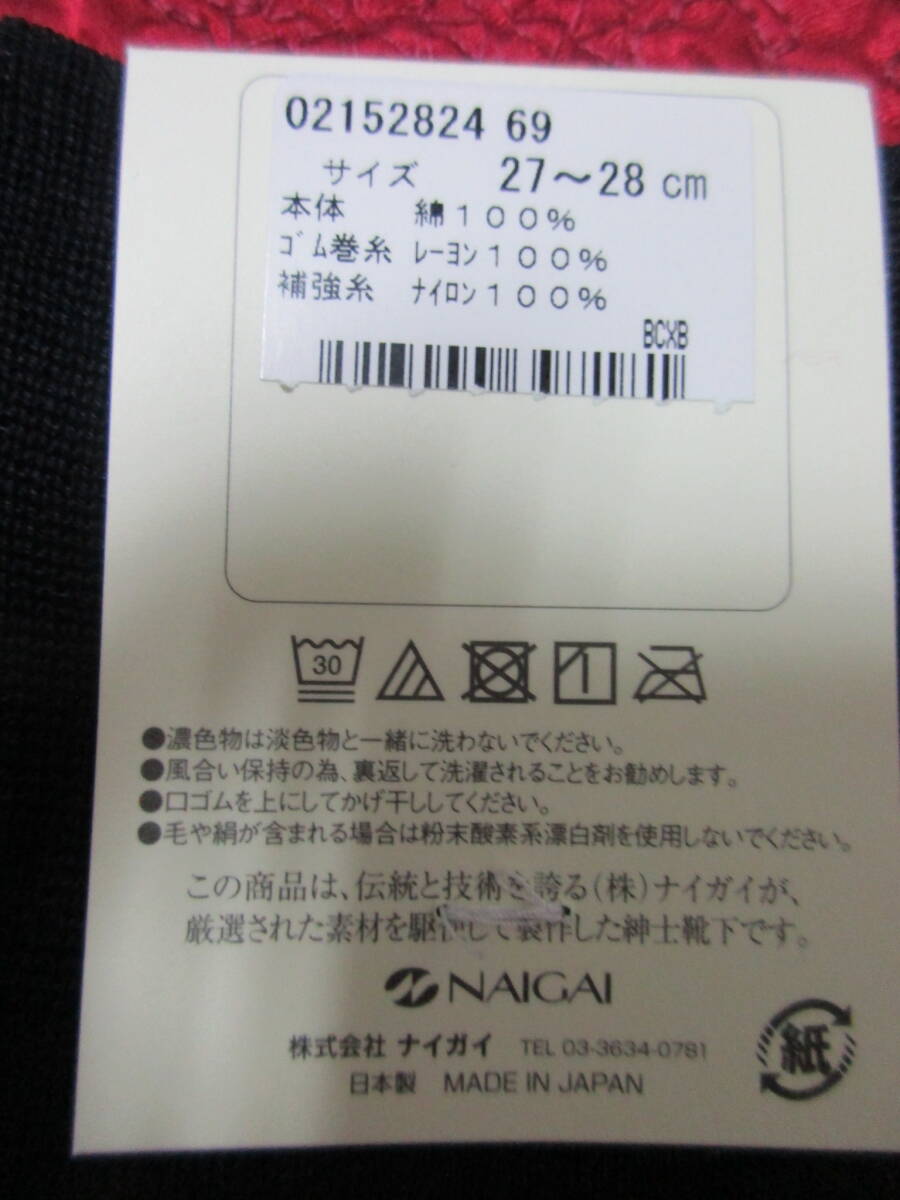 02152824 69
サイズ 27～28 cm
本体 綿１００％
ｺﾞﾑ巻糸 ﾚｰﾖﾝ１００％
補強糸 ﾅｲﾛﾝ１００％
BCXB
30
●濃色物は淡色物と一緒に洗わないでください。
●風合い保持の為、裏返して洗濯されることをお勧めします。
●口ゴムを上にしてかげ干ししてください。
●毛や絹が含まれる場合は粉末酸素系漂白剤を使用しないでください。
この商品は、伝統と技術を誇る(株)ナイガイが、
厳選された素材を駆使して製作した紳士靴下です。
NAIGAI
株式会社 ナイガイ TEL 03-3634-0781
日本製 MADE IN JAPAN
紙